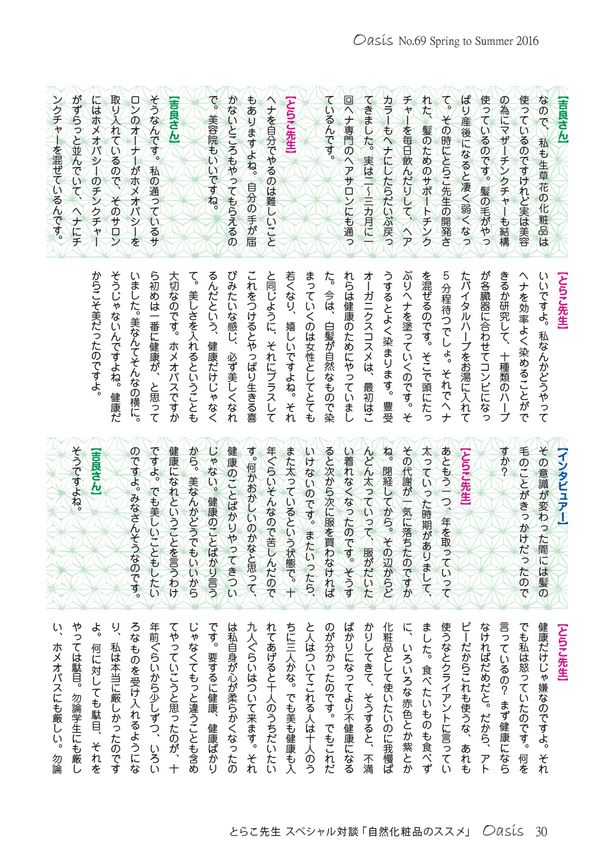 Oasis No.69 Spring to Summer 2016
【吉良さん】
なので、私も生草花の化粧品は
使っているのですけれど実は美容
の為にマザーチンクチャーも結構
使っているのです。髪の毛がやっ
ぱり産後になると凄く弱くなっ
て。その時にとらこ先生の開発さ
れた、髪のためのサポートチンク
チャーを毎日飲んだりして、ヘア
カラーもヘナにしたらだいぶ戻っ
てきました。実は二～三カ月に一
回ヘナ専門のヘアサロンにも通っ
ているんです。
【とらこ先生】
ヘナを自分でやるのは難しいこと
もありますよね。自分の手が届
かないところもやってもらえるの
で。美容院もいいですね。
【吉良さん】
そうなんです。私の通っているサ
ロンのオーナーがホメオパシーを
取り入れているので、そのサロン
にはホメオパシーのチンクチャー
がずらっと並んでいて、ヘナにチ
ンクチャーを混ぜているんです。
【とらこ先生】
いいですよ。私なんかどうやって
ヘナを効率よく染めることがで
きるか研究して、十種類のハーブ
が各臓器に合わせてコンビになっ
たバイタルハーブをお湯に入れて
５分程待つでしょ。それでヘナ
を混ぜるのです。そこで頭にたっ
ぷりヘナを塗っていくのです。そ
うするとよく染まります。豊受
オーガニクスコスメは、最初はこ
れらは健康のためにやっていまし
た。今は、白髪が自然なもので染
まっていくのは女性としてとても
若くなり、嬉しいですよね。それ
と同じように、それにプラスして
これをつけるとやっぱり生きる喜
びみたいな感じ、必ず美しくなれ
るんだという、健康だけじゃなく
て。美しさを入れるということも
大切なのです。ホメオパスですか
ら初めは一番に健康が、と思って
いました。美なんてそんなの横に。
そうじゃないんですよね。健康だ
からこそ美だったのですよ。
【インタビュアー】
その意識が変わった間には髪の
毛のことがきっかけだったので
すか？
【とらこ先生】
あともう一つ、年を取っていって
太っていった時期がありまして、
その代謝が一気に落ちたのですか
ね。閉経してから。その辺からど
んどん太っていって、服がだいた
い着れなくなったのです。そうす
ると次から次に服を買わなければ
いけないのです。またいったら、
また太っているという状態で。十
年ぐらいそんなので苦しんだので
す。何かおかしいのかなと思って、
健康のことばかりやってきつい
じゃない。健康のことばかり言う
から。美なんかどうでもいいから
健康になれということを言うわけ
ですよ。でも美しいこともしたい
のですよ。みなさんそうなのです。
【吉良さん】
そうですよね。
【とらこ先生】
健康だけじゃ嫌なのですよ。それ
でも私は怒っていたのです。何を
言っているの？まず健康になら
なければだめだと。だから、アト
ピーだからこれも使うな、あれも
使うなとクライアントに言ってい
ました。食べたいものも食べず
に、いろいろな赤色とか紫とか
化粧品として使いたいのに我慢ば
かりしてきて、そうすると、不満
ばかりになってより不健康になる
のが分かったのです。でもこれだ
と人はついてこれる人は十人のう
ちに三人かな。でも美も健康も入
れてあげると十人のうちだいたい
九人ぐらいはついて来ます。それ
は私自身が心が柔らかくなったの
です。要するに健康、健康ばかり
じゃなくてもっと違うことも含め
てやっていこうと思ったのが、十
年前ぐらいから少しずつ、いろい
ろなものを受け入れるようにな
り、私は本当に厳しかったのです
よ。何に対しても駄目、それを
やっては駄目。勿論学生にも厳し
い、ホメオパスにも厳しい。勿論
とらこ先生 スペシャル対談「自然化粧品のススメ」 Oasis 30